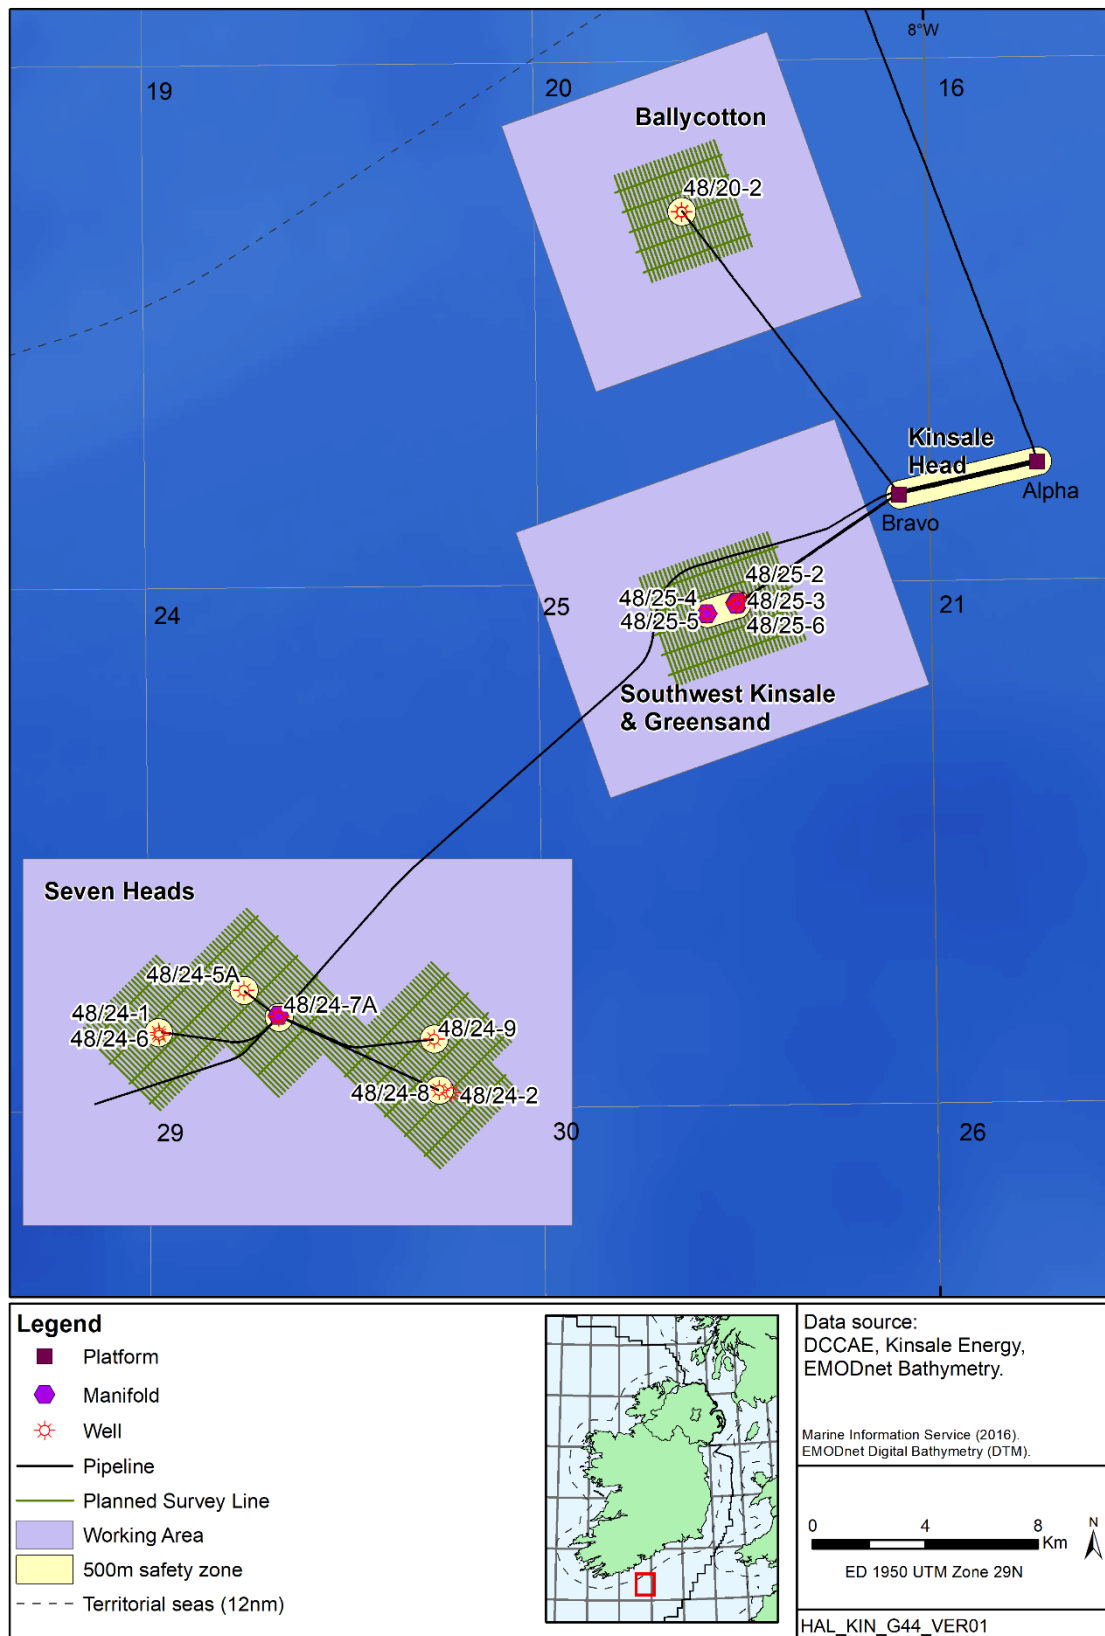 8°W
19
20
16
Ballycotton
48/20-2
Kinsale
Head
Alpha
Bravo
48/25-2
48/25-4
48/25-3
48/25-5
48/25-6
24
25
21
Southwest Kinsale
& Greensand
Seven Heads
48/24-5A
48/24-7A
48/24-1
48/24-6
48/24-9
48/24-8
48/24-2
29
30
26
Legend
Platform
Manifold
Well
Pipeline
Planned Survey Line
Working Area
500m safety zone
Territorial seas (12nm)
Data source:
DCCAE, Kinsale Energy,
EMODnet Bathymetry.
Marine Information Service (2016).
EMODnet Digital Bathymetry (DTM).
0 4 8
Km
N
ED 1950 UTM Zone 29N
HAL_KIN_G44_VER01